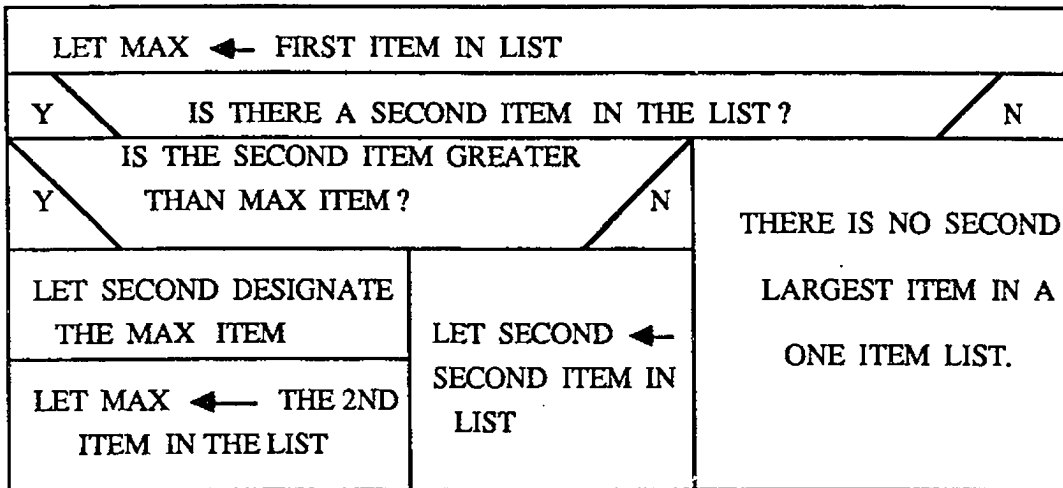 LET MAX ← FIRST ITEM IN LIST
Y IS THERE A SECOND ITEM IN THE LIST ? N
IS THE SECOND ITEM GREATER
Y THAN MAX ITEM ? N
LET SECOND DESIGNATE
THE MAX ITEM
LET MAX ← THE 2ND
ITEM IN THE LIST
LET SECOND ←
SECOND ITEM IN
LIST
THERE IS NO SECOND
LARGEST ITEM IN A
ONE ITEM LIST.